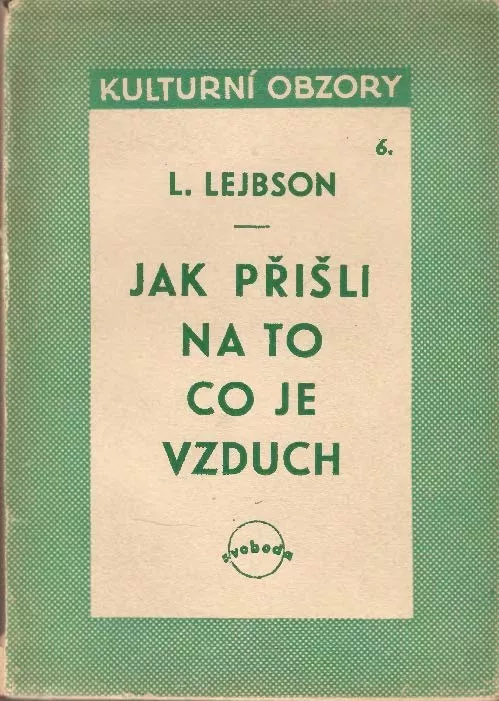 KULTURNÍ OBZORY
6.
L. LEJBSON
JAK PŘIŠLI
NA TO
CO JE
VZDUCH
svoboda